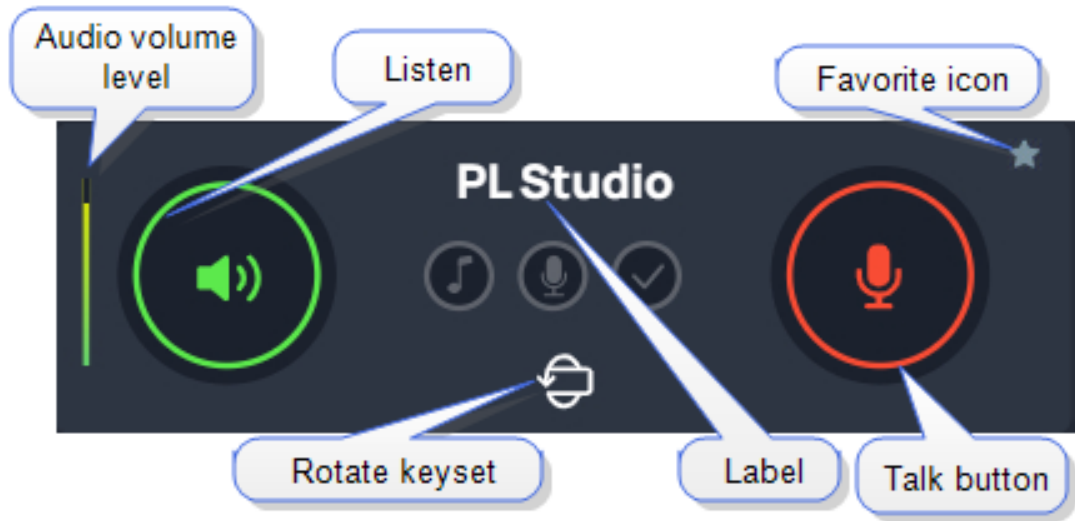 Audio volume
level
Listen
Favorite icon
PL Studio
Rotate keyset
Label
Talk button